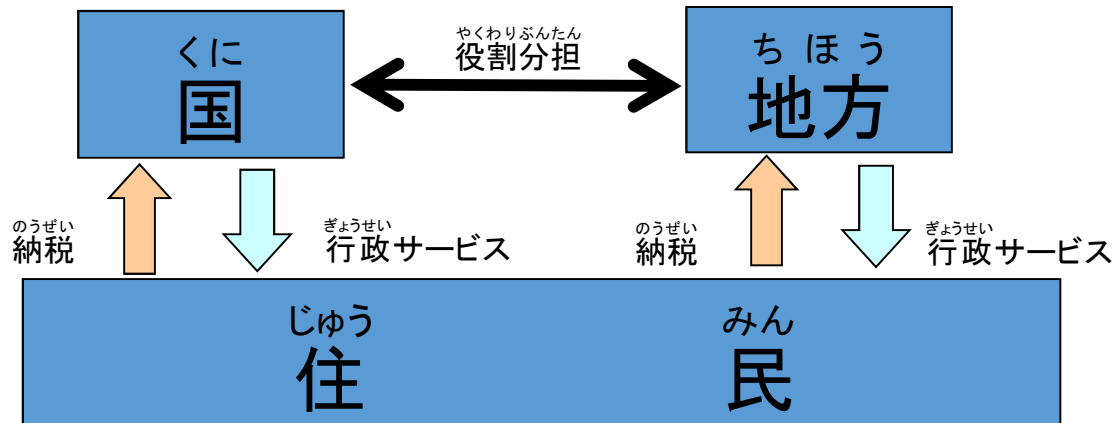 くに
国
やくわりぶんたん
役割分担
ちほう
地方
のうぜい
納税
ぎょうせい
行政サービス
のうぜい
納税
ぎょうせい
行政サービス
じゅう みん
住 民